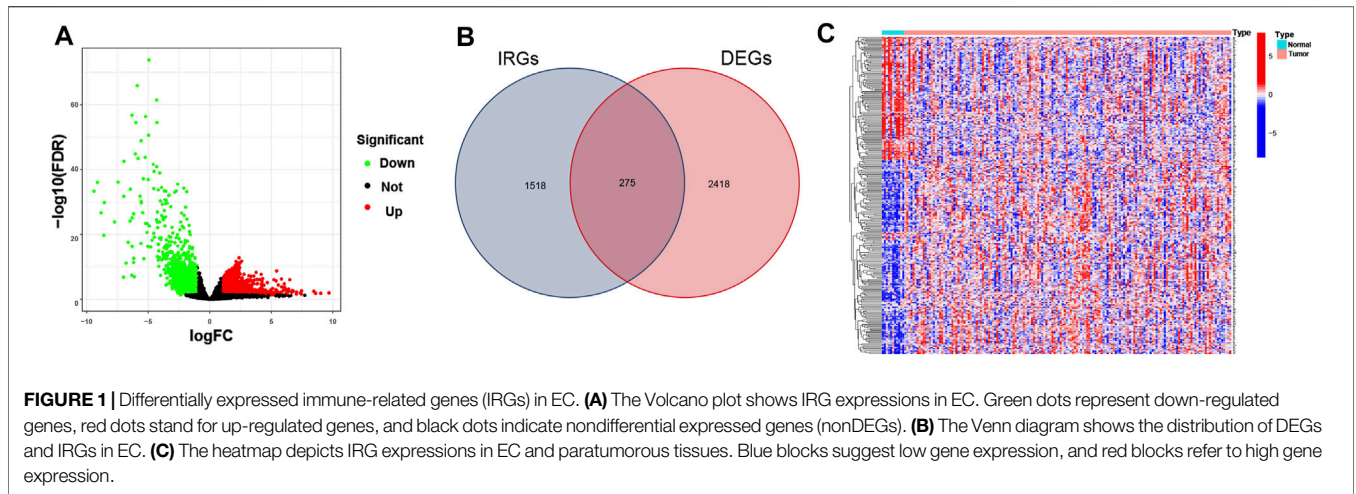 A
−log10(FDR)
60
40
20
0
−10
−5
0
5
10
logFC
Significant
Down
Not
Up
B
IRGs
DEGs
1518
275
2418
C
Type
5
0
−5
Type
Normal
Tumor
FIGURE 1 | Differentially expressed immune-related genes (IRGs) in EC. (A) The Volcano plot shows IRG expressions in EC. Green dots represent down-regulated
genes, red dots stand for up-regulated genes, and black dots indicate nondifferential expressed genes (nonDEGs). (B) The Venn diagram shows the distribution of DEGs
and IRGs in EC. (C) The heatmap depicts IRG expressions in EC and paratumorous tissues. Blue blocks suggest low gene expression, and red blocks refer to high gene
expression.